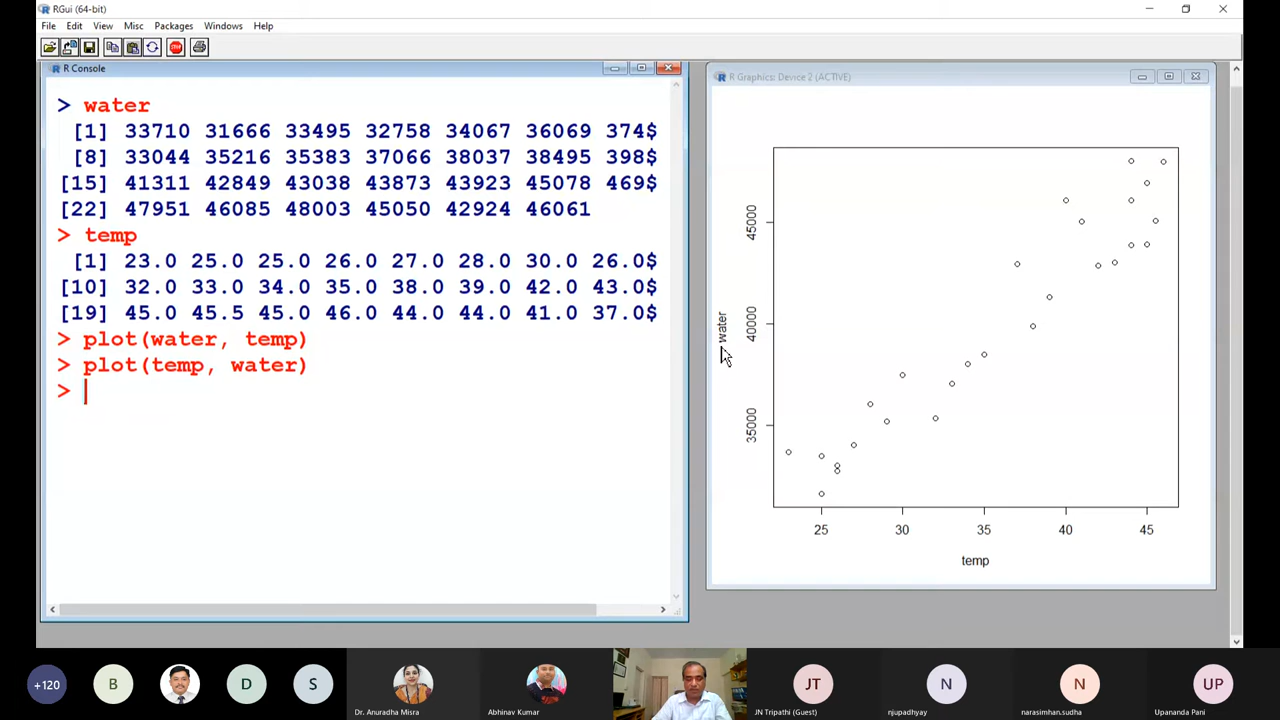 RGui (64-bit)
File Edit View Misc Packages Windows Help
STOP
R Console
> water
[1] 33710 31666 33495 32758 34067 36069 374$
[8] 33044 35216 35383 37066 38037 38495 398$
[15] 41311 42849 43038 43873 43923 45078 469$
[22] 47951 46085 48003 45050 42924 46061
> temp
[1] 23.0 25.0 25.0 26.0 27.0 28.0 30.0 26.0$
[10] 32.0 33.0 34.0 35.0 38.0 39.0 42.0 43.0$
[19] 45.0 45.5 45.0 46.0 44.0 44.0 41.0 37.0$
> plot(water, temp)
> plot(temp, water)
>
R Graphics: Device 2 (ACTIVE)
water
45000
40000
35000
25 30 35 40 45
temp
+120 B D S JT N N UP
Dr. Anuradha Misra Abhinav Kumar JN Tripathi (Guest) njupadhyay narasimhan.sudha Upananda Pani